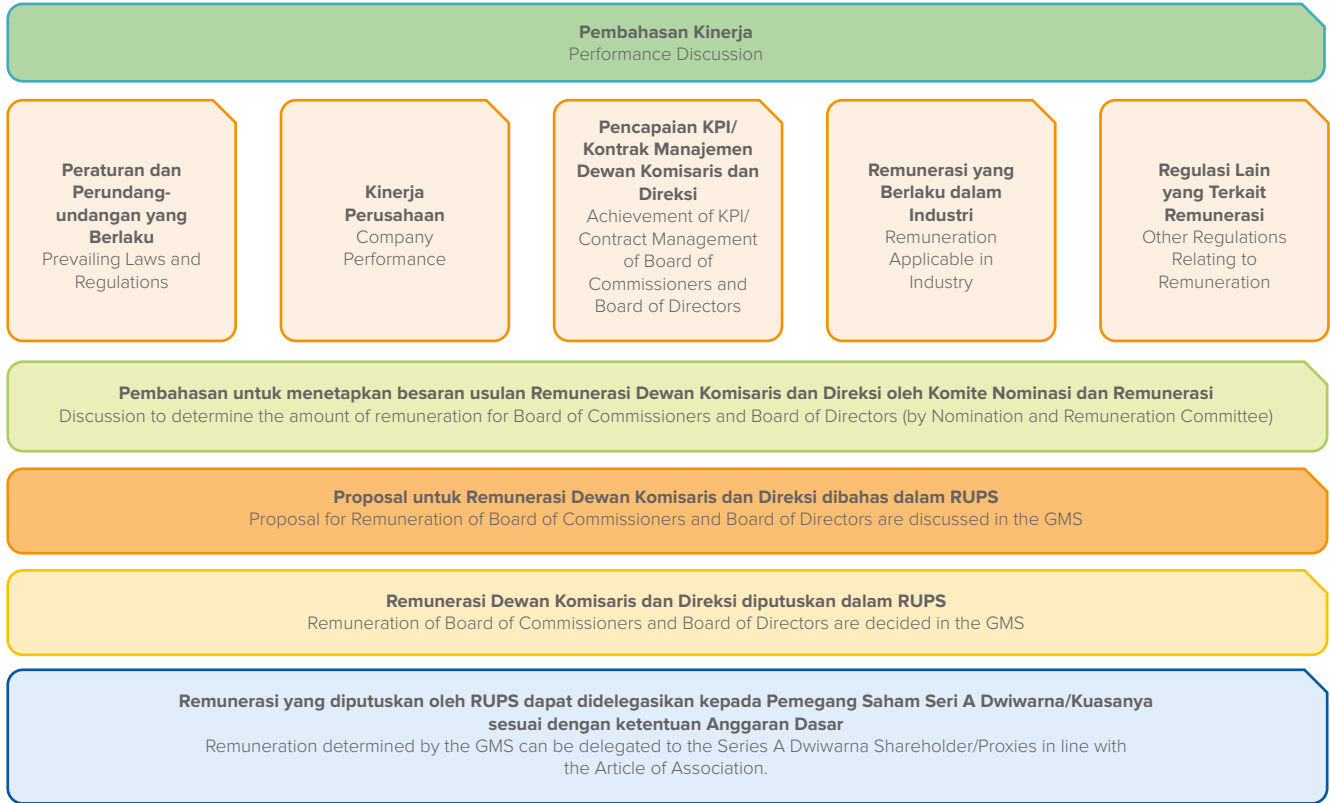 Pembahasan Kinerja
Performance Discussion
Peraturan dan
Perundang-
undangan yang
Berlaku
Prevailing Laws and
Regulations
Kinerja
Perusahaan
Company
Performance
Pencapaian KPI/
Kontrak Manajemen
Dewan Komisaris dan
Direksi
Achievement of KPI/
Contract Management
of Board of
Commissioners and
Board of Directors
Remunerasi yang
Berlaku dalam
Industri
Remuneration
Applicable in
Industry
Regulasi Lain
yang Terkait
Remunerasi
Other Regulations
Relating to
Remuneration
Pembahasan untuk menetapkan besaran usulan Remunerasi Dewan Komisaris dan Direksi oleh Komite Nominasi dan Remunerasi
Discussion to determine the amount of remuneration for Board of Commissioners and Board of Directors (by Nomination and Remuneration Committee)
Proposal untuk Remunerasi Dewan Komisaris dan Direksi dibahas dalam RUPS
Proposal for Remuneration of Board of Commissioners and Board of Directors are discussed in the GMS
Remunerasi Dewan Komisaris dan Direksi diputuskan dalam RUPS
Remuneration of Board of Commissioners and Board of Directors are decided in the GMS
Remunerasi yang diputuskan oleh RUPS dapat didelegasikan kepada Pemegang Saham Seri A Dwiwarna/Kuasanya
sesuai dengan ketentuan Anggaran Dasar
Remuneration determined by the GMS can be delegated to the Series A Dwiwarna Shareholder/Proxies in line with
the Article of Association.